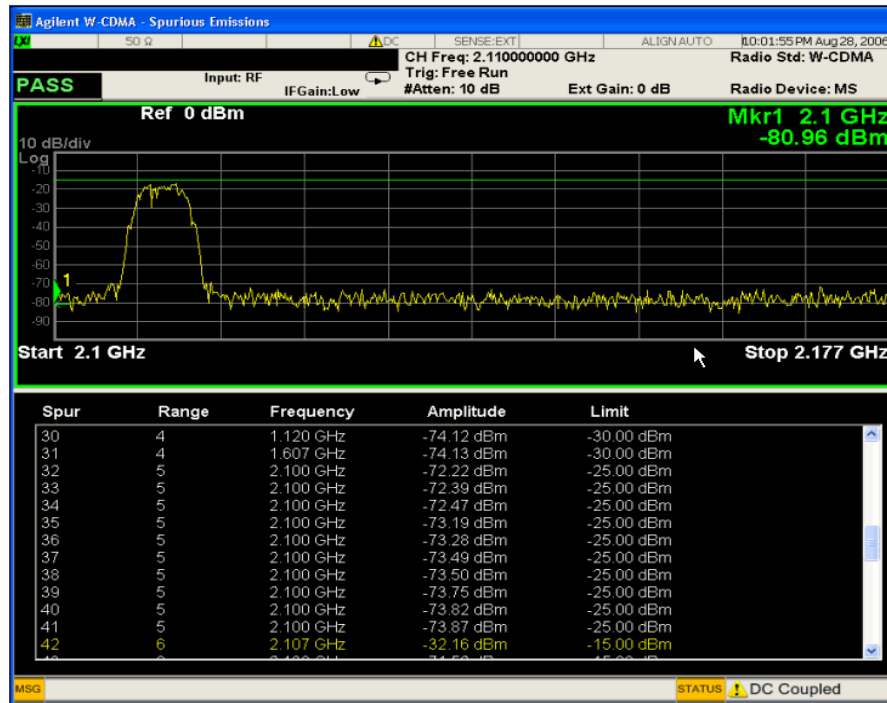 Agilent W-CDMA - Spurious Emissions
LXI 50 Ω DC SENSE:EXT ALIGN AUTO 10:01:55 PM Aug 28, 2006
CH Freq: 2.110000000 GHz Radio Std: W-CDMA
Trig: Free Run
PASS Input: RF IFGain:Low #Atten: 10 dB Ext Gain: 0 dB Radio Device: MS
Ref 0 dBm Mkr1 2.1 GHz
10 dB/div -80.96 dBm
Log
-10
-20
-30
-40
-50
-60
-70 1
-80
-90
Start 2.1 GHz Stop 2.177 GHz
Spur Range Frequency Amplitude Limit
30 4 1.120 GHz -74.12 dBm -30.00 dBm
31 4 1.607 GHz -74.13 dBm -30.00 dBm
32 5 2.100 GHz -72.22 dBm -25.00 dBm
33 5 2.100 GHz -72.39 dBm -25.00 dBm
34 5 2.100 GHz -72.47 dBm -25.00 dBm
35 5 2.100 GHz -73.19 dBm -25.00 dBm
36 5 2.100 GHz -73.28 dBm -25.00 dBm
37 5 2.100 GHz -73.49 dBm -25.00 dBm
38 5 2.100 GHz -73.50 dBm -25.00 dBm
39 5 2.100 GHz -73.75 dBm -25.00 dBm
40 5 2.100 GHz -73.82 dBm -25.00 dBm
41 5 2.100 GHz -73.87 dBm -25.00 dBm
42 6 2.107 GHz -32.16 dBm -15.00 dBm
MSG STATUS DC Coupled